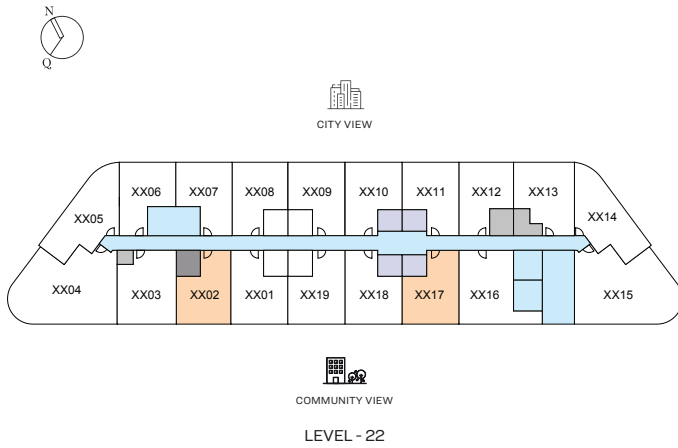 N
Q
CITY VIEW
XX06 XX07 XX08 XX09 XX10 XX11 XX12 XX13
XX05 XX14
XX04 XX03 XX02 XX01 XX19 XX18 XX17 XX16 XX15
COMMUNITY VIEW
LEVEL - 22